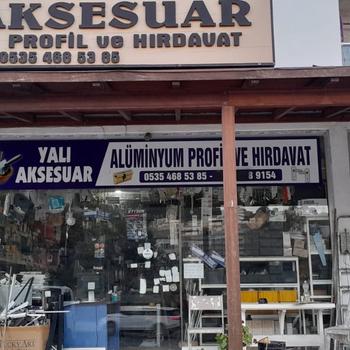 AKSESUAR
PROFİL ve HIRDAVAT
0535 468 53 85
YALI
AKSESUAR
ALÜMİNYUM PROFİL VE HIRDAVAT
0535 468 53 85 - 8 9154